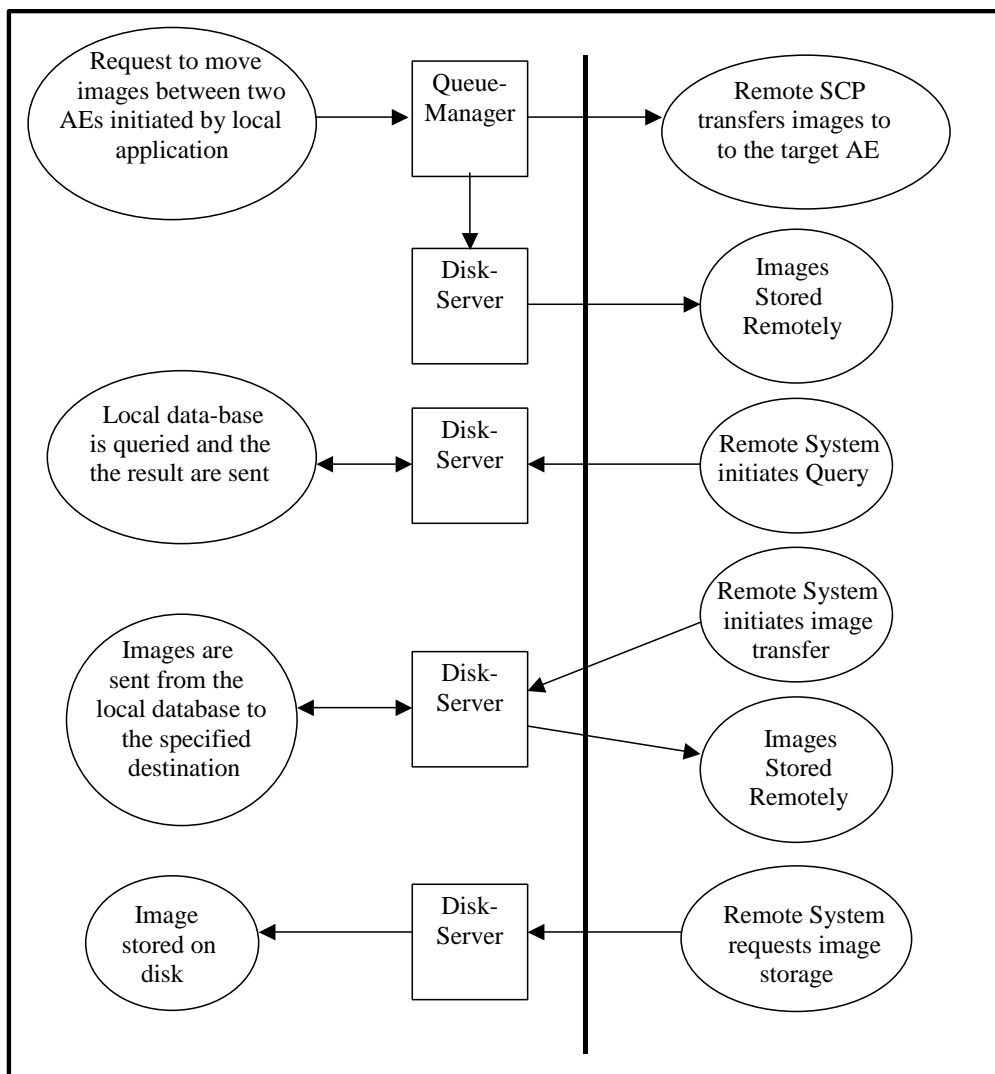 Request to move
images between two
AEs initiated by local
application
Queue-
Manager
Remote SCP
transfers images to
to the target AE
Disk-
Server
Images
Stored
Remotely
Local data-base
is queried and the
the result are sent
Disk-
Server
Remote System
initiates Query
Remote System
initiates image
transfer
Images are
sent from the
local database to
the specified
destination
Disk-
Server
Images
Stored
Remotely
Image
stored on
disk
Disk-
Server
Remote System
requests image
storage